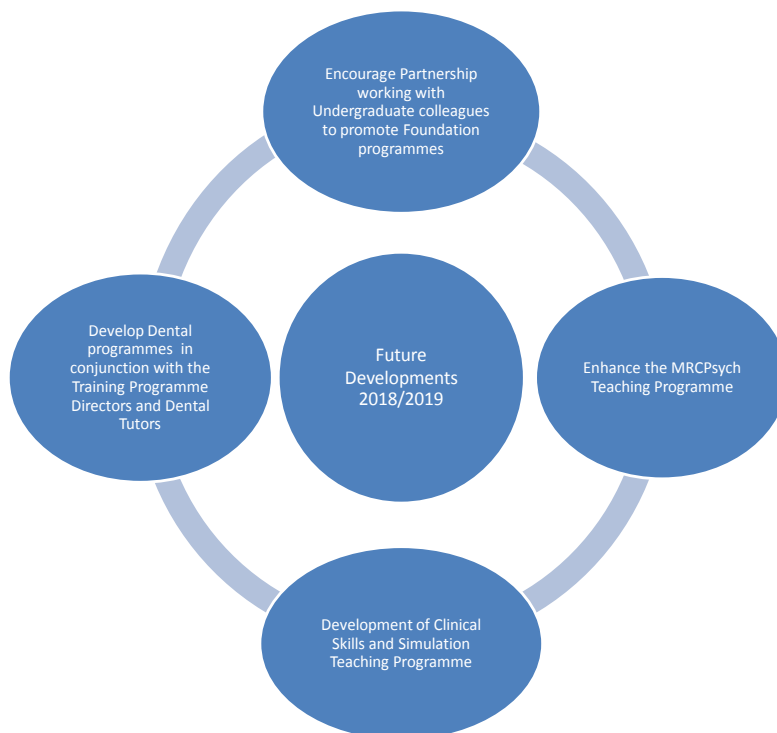 Encourage Partnership
working with
Undergraduate colleagues
to promote Foundation
programmes
Develop Dental
programmes in
conjunction with the
Training Programme
Directors and Dental
Tutors
Future
Developments
2018/2019
Enhance the MRCPsych
Teaching Programme
Development of Clinical
Skills and Simulation
Teaching Programme